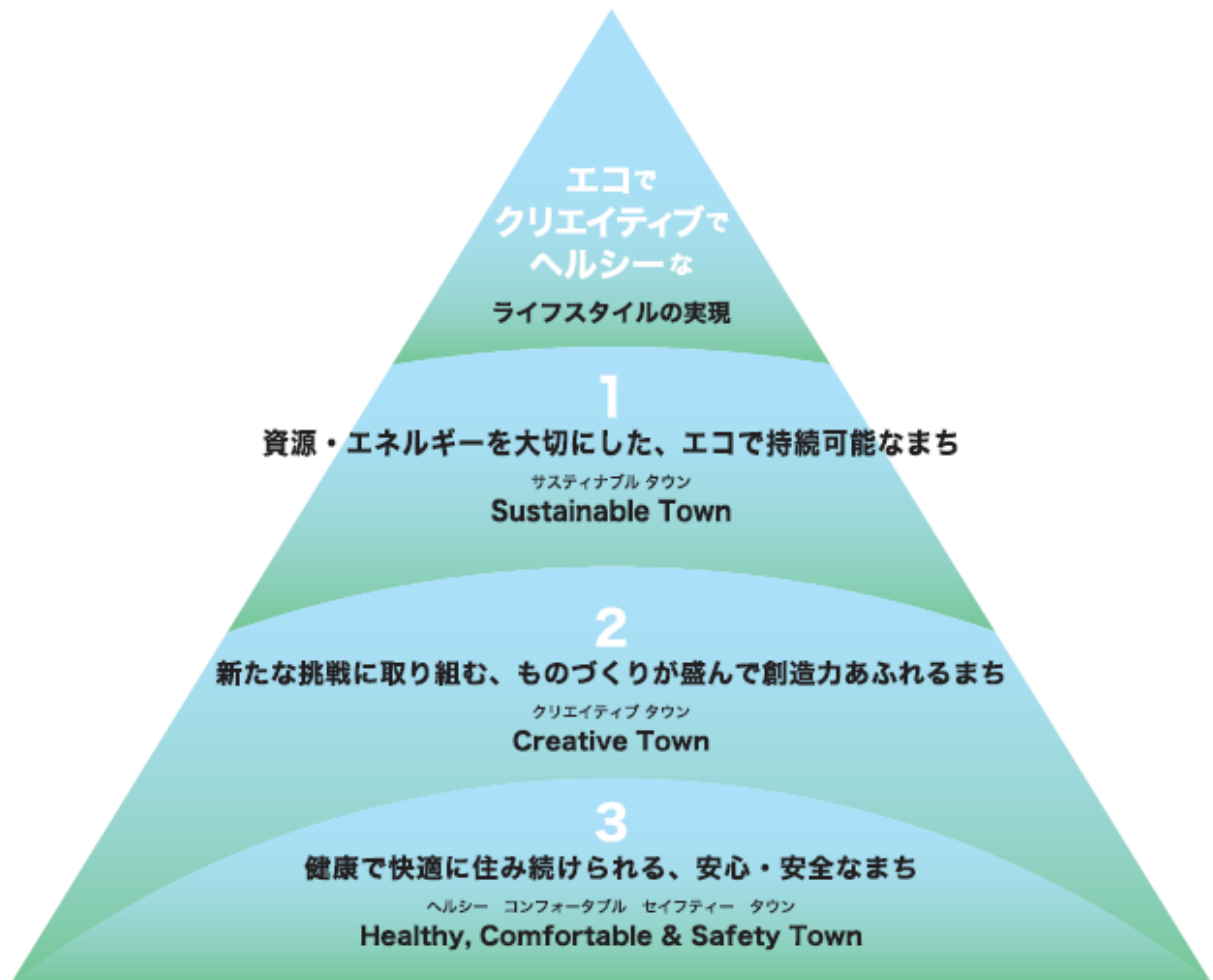 エコで
クリエイティブで
ヘルシーな
ライフスタイルの実現
1
資源・エネルギーを大切にした、エコで持続可能なまち
サスティナブル タウン
Sustainable Town
2
新たな挑戦に取り組む、ものづくりが盛んで創造力あふれるまち
クリエイティブ タウン
Creative Town
3
健康で快適に住み続けられる、安心・安全なまち
ヘルシー コンフォータブル セイフティー タウン
Healthy, Comfortable & Safety Town